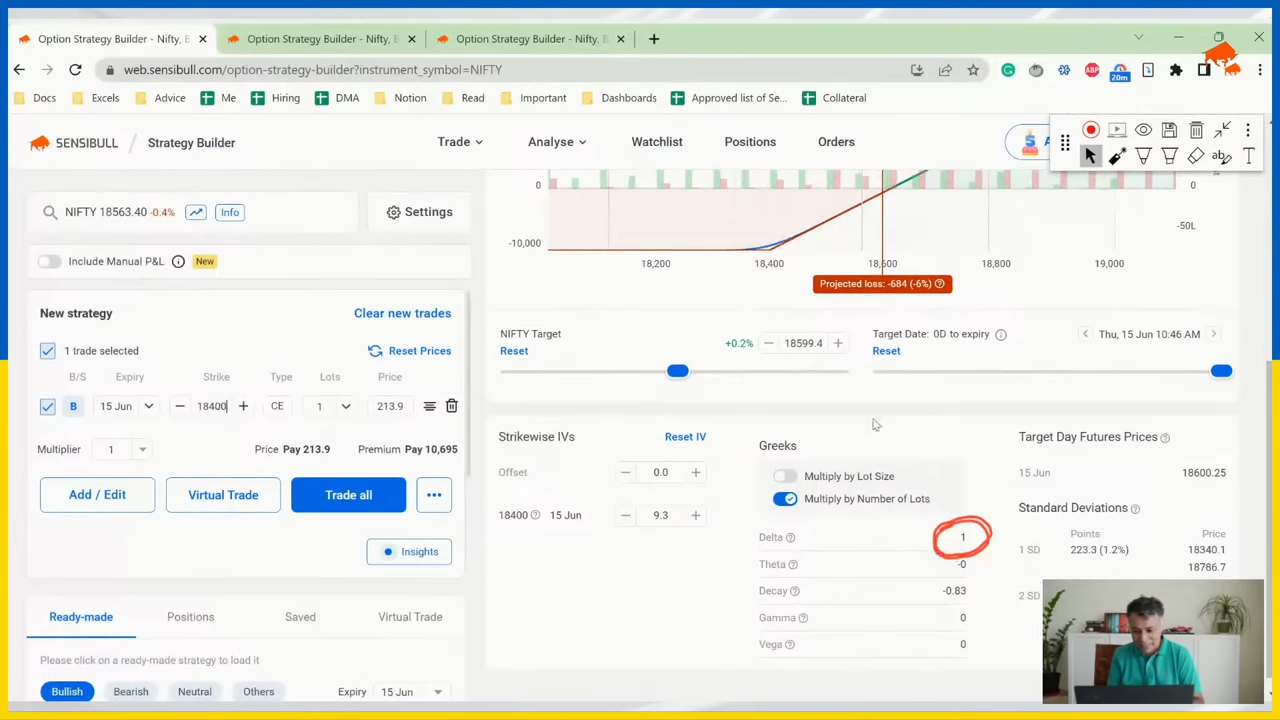 Option Strategy Builder - Nifty, B
Option Strategy Builder - Nifty, B
Option Strategy Builder - Nifty, B
web.sensibull.com/option-strategy-builder?instrument_symbol=NIFTY
ABP
20m
Docs Excels Advice Me Hiring DMA Notion Read Important Dashboards Approved list of Se... Collateral
SENSIBULL / Strategy Builder Trade Analyse Watchlist Positions Orders
NIFTY 18563.40 -0.4% Info Settings
Include Manual P&L New
New strategy Clear new trades
1 trade selected Reset Prices
B/S Expiry Strike Type Lots Price
B 15 Jun 18400 CE 1 213.9
Multiplier 1 Price Pay 213.9 Premium Pay 10,695
Add / Edit Virtual Trade Trade all
Insights
Ready-made Positions Saved Virtual Trade
Please click on a ready-made strategy to load it
Bullish Bearish Neutral Others Expiry 15 Jun
0 0
-10,000 -50L
18,200 18,400 18,600 18,800 19,000
Projected loss: -684 (-6%)
NIFTY Target +0.2% 18599.4
Reset
Target Date: 0D to expiry Thu, 15 Jun 10:46 AM
Reset
Strikewise IVs Reset IV
Offset 0.0
18400 15 Jun 9.3
Greeks
Multiply by Lot Size
Multiply by Number of Lots
Delta 1
Theta -0
Decay -0.83
Gamma 0
Vega 0
Target Day Futures Prices
15 Jun 18600.25
Standard Deviations
Points Price
1 SD 223.3 (1.2%) 18340.1
18786.7
2 SD